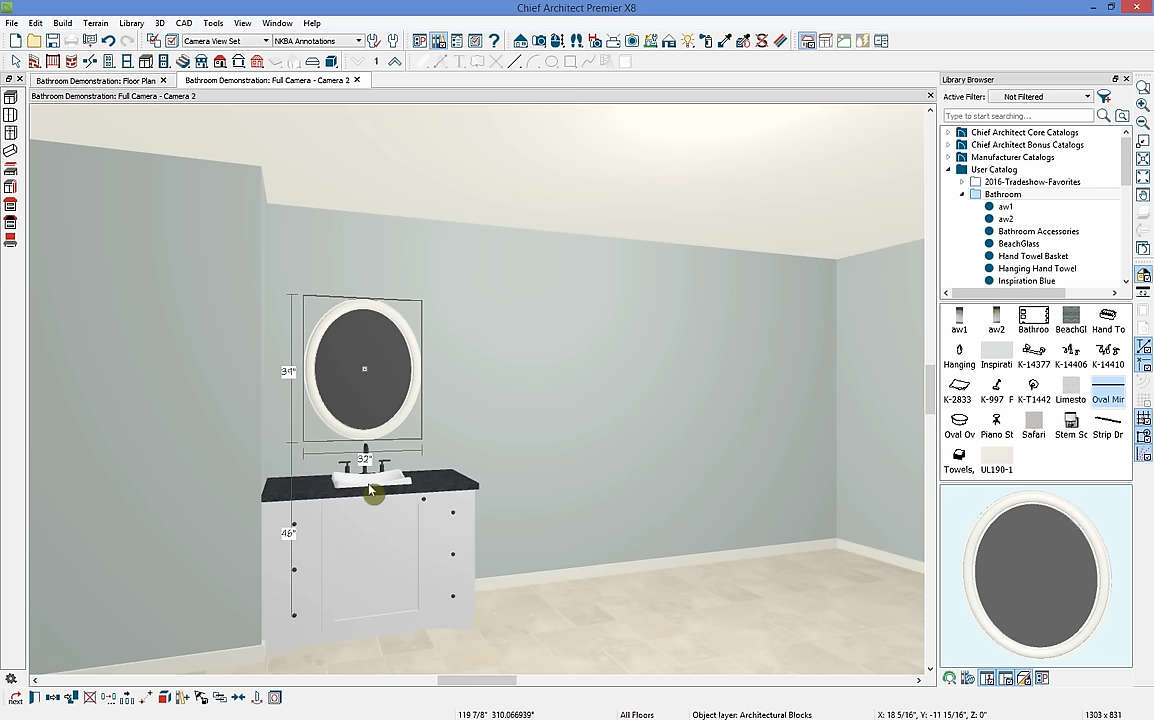 Chief Architect Premier X8
File Edit Build Terrain Library 3D CAD Tools View Window Help
Camera View Set NKBA Annotations
1
Bathroom Demonstration: Floor Plan Bathroom Demonstration: Full Camera - Camera 2
Bathroom Demonstration: Full Camera - Camera 2
Library Browser
Active Filter: Not Filtered
Type to start searching...
Chief Architect Core Catalogs
Chief Architect Bonus Catalogs
Manufacturer Catalogs
User Catalog
2016-Tradeshow-Favorites
Bathroom
aw1
aw2
Bathroom Accessories
BeachGlass
Hand Towel Basket
Hanging Hand Towel
Inspiration Blue
aw1 aw2 Bathroo BeachGl Hand To
Hanging Inspirati K-14377 K-14406 K-14410
K-2833 K-997 F K-T1442 Limesto Oval Mir
Oval Ov Piano St Safari Stem Sc Strip Dr
Towels, UL190-1
39"
32"
46"
next
119 7/8" 310.066939° All Floors Object layer: Architectural Blocks X: 18 5/16", Y: -11 15/16", Z: 0" 1303 x 831